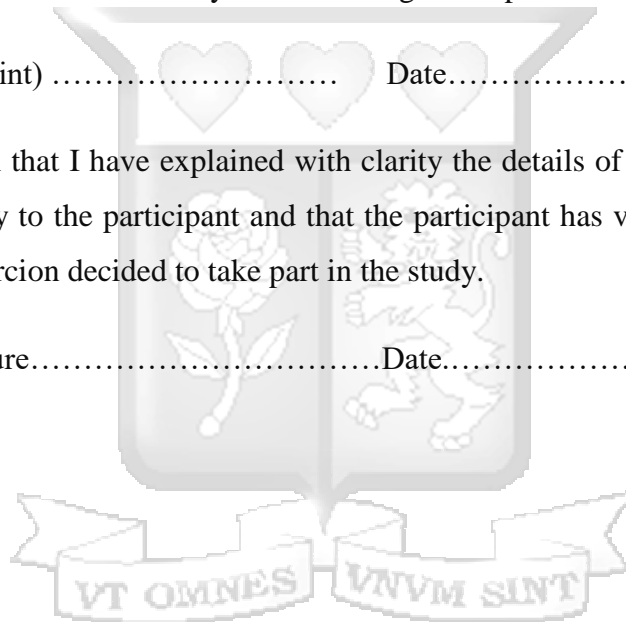 int) ………………………… Date………………
that I have explained with clarity the details of
y to the participant and that the participant has v
rcion decided to take part in the study.
ure……………………………Date.………………
VT OMNES VNVM SINT